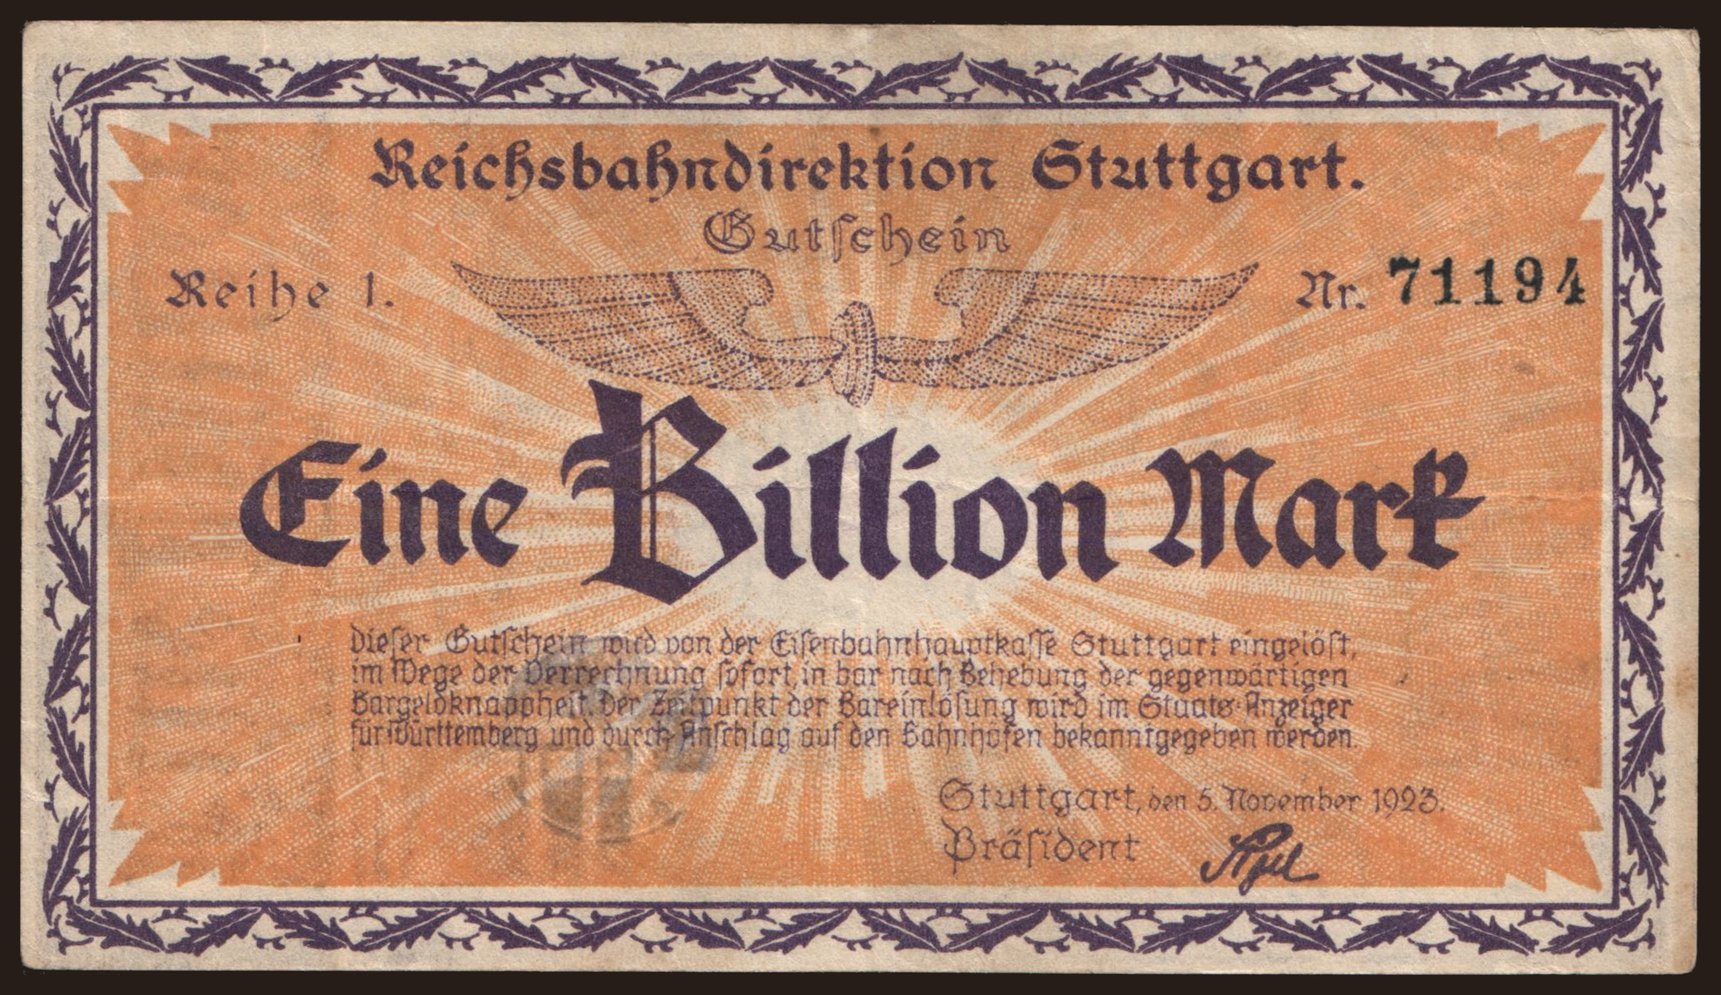 Reichsbahndirektion Stuttgart.
Gutschein
Reihe 1.
Nr. 71194
Eine Billion Mark
Dieser Gutschein wird von der Eisenbahnhauptkasse Stuttgart eingelöst,
im Wege der Verrechnung sofort, in bar nach Behebung der gegenwärtigen
Bargeldknappheit. Der Zeitpunkt der Bareinlösung wird im Staats-Anzeiger
für Württemberg und durch Anschlag auf den Bahnhöfen bekanntgegeben werden.
Stuttgart, den 5. November 1923.
Präsident